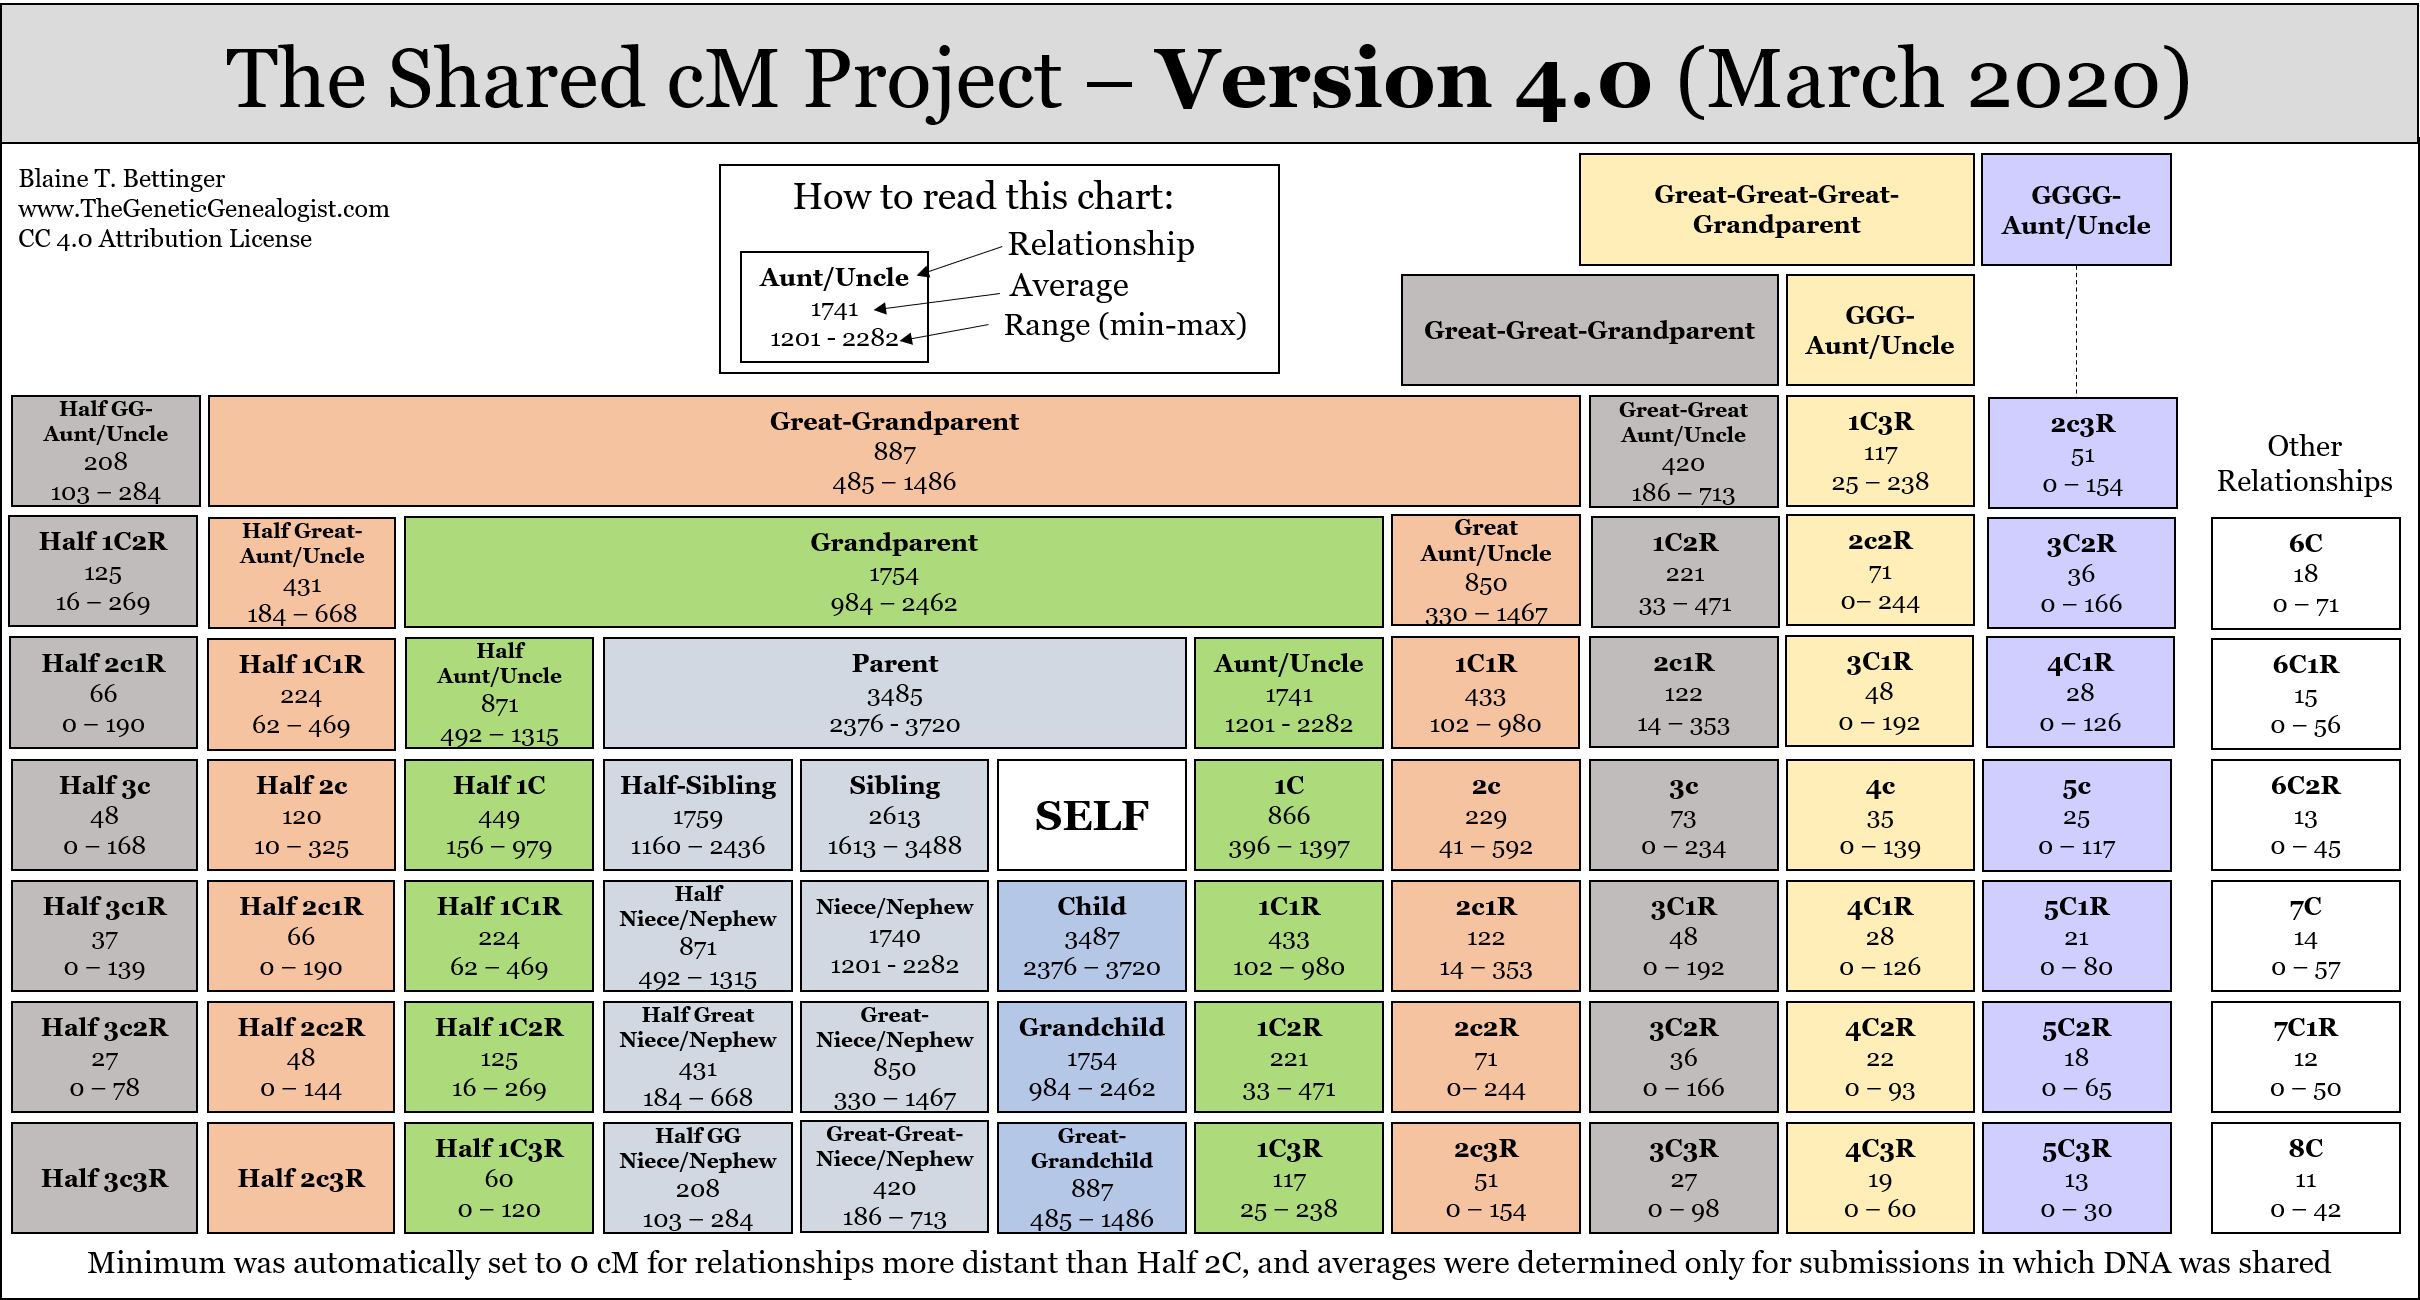 The Shared cM Project – Version 4.0 (March 2020)
Blaine T. Bettinger
www.TheGeneticGenealogist.com
CC 4.0 Attribution License
How to read this chart:
Relationship
Average
Range (min-max)
Aunt/Uncle
1741
1201 - 2282
Great-Great-Great-
Grandparent
GGGG-
Aunt/Uncle
Great-Great-Grandparent
GGG-
Aunt/Uncle
Half GG-
Aunt/Uncle
208
103 – 284
Great-Grandparent
887
485 – 1486
Great-Great
Aunt/Uncle
420
186 – 713
1C3R
117
25 – 238
2c3R
51
0 – 154
Other
Relationships
Half 1C2R
125
16 – 269
Half Great-
Aunt/Uncle
431
184 – 668
Grandparent
1754
984 – 2462
Great
Aunt/Uncle
850
330 – 1467
1C2R
221
33 – 471
2c2R
71
0– 244
3C2R
36
0 – 166
6C
18
0 – 71
Half 2c1R
66
0 – 190
Half 1C1R
224
62 – 469
Half
Aunt/Uncle
871
492 – 1315
Parent
3485
2376 - 3720
Aunt/Uncle
1741
1201 - 2282
1C1R
433
102 – 980
2c1R
122
14 – 353
3C1R
48
0 – 192
4C1R
28
0 – 126
6C1R
15
0 – 56
Half 3c
48
0 – 168
Half 2c
120
10 – 325
Half 1C
449
156 – 979
Half-Sibling
1759
1160 – 2436
Sibling
2613
1613 – 3488
SELF
1C
866
396 – 1397
2c
229
41 – 592
3c
73
0 – 234
4c
35
0 – 139
5c
25
0 – 117
6C2R
13
0 – 45
Half 3c1R
37
0 – 139
Half 2c1R
66
0 – 190
Half 1C1R
224
62 – 469
Half
Niece/Nephew
871
492 – 1315
Niece/Nephew
1740
1201 - 2282
Child
3487
2376 – 3720
1C1R
433
102 – 980
2c1R
122
14 – 353
3C1R
48
0 – 192
4C1R
28
0 – 126
5C1R
21
0 – 80
7C
14
0 – 57
Half 3c2R
27
0 – 78
Half 2c2R
48
0 – 144
Half 1C2R
125
16 – 269
Half Great
Niece/Nephew
431
184 – 668
Great-
Niece/Nephew
850
330 – 1467
Grandchild
1754
984 – 2462
1C2R
221
33 – 471
2c2R
71
0– 244
3C2R
36
0 – 166
4C2R
22
0 – 93
5C2R
18
0 – 65
7C1R
12
0 – 50
Half 3c3R
Half 2c3R
Half 1C3R
60
0 – 120
Half GG
Niece/Nephew
208
103 – 284
Great-Great-
Niece/Nephew
420
186 – 713
Great-
Grandchild
887
485 – 1486
1C3R
117
25 – 238
2c3R
51
0 – 154
3C3R
27
0 – 98
4C3R
19
0 – 60
5C3R
13
0 – 30
8C
11
0 – 42
Minimum was automatically set to 0 cM for relationships more distant than Half 2C, and averages were determined only for submissions in which DNA was shared